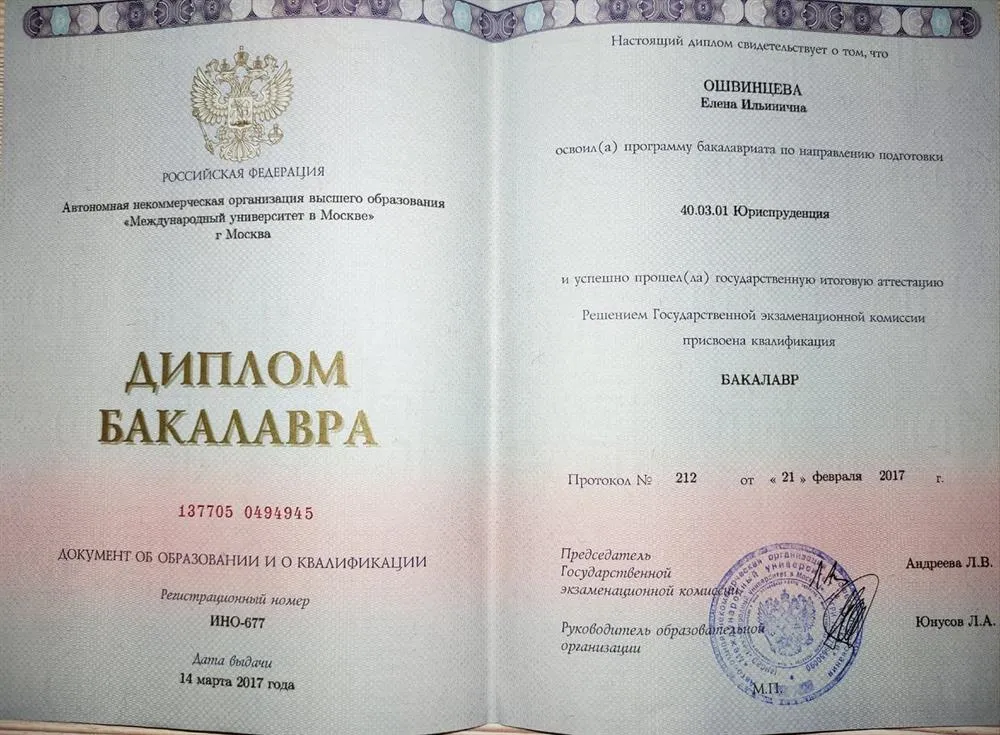 РОССИЙСКАЯ ФЕДЕРАЦИЯ
Автономная некоммерческая организация высшего образования
«Международный университет в Москве»
г Москва
ДИПЛОМ
БАКАЛАВРА
137705 0494945
ДОКУМЕНТ ОБ ОБРАЗОВАНИИ И О КВАЛИФИКАЦИИ
Регистрационный номер
ИНО-677
Дата выдачи
14 марта 2017 года
Настоящий диплом свидетельствует о том, что
ОШВИНЦЕВА
Елена Ильинична
освоил(а) программу бакалавриата по направлению подготовки
40.03.01 Юриспруденция
и успешно прошел(ла) государственную итоговую аттестацию
Решением Государственной экзаменационной комиссии
присвоена квалификация
БАКАЛАВР
Протокол № 212 от « 21 » февраля 2017 г.
Председатель
Государственной
экзаменационной комиссии
Андреева Л.В.
Руководитель образовательной
организации
Юнусов Л.А.
М.П.